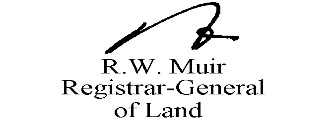 R.W. Muir
Registrar-General
of Land